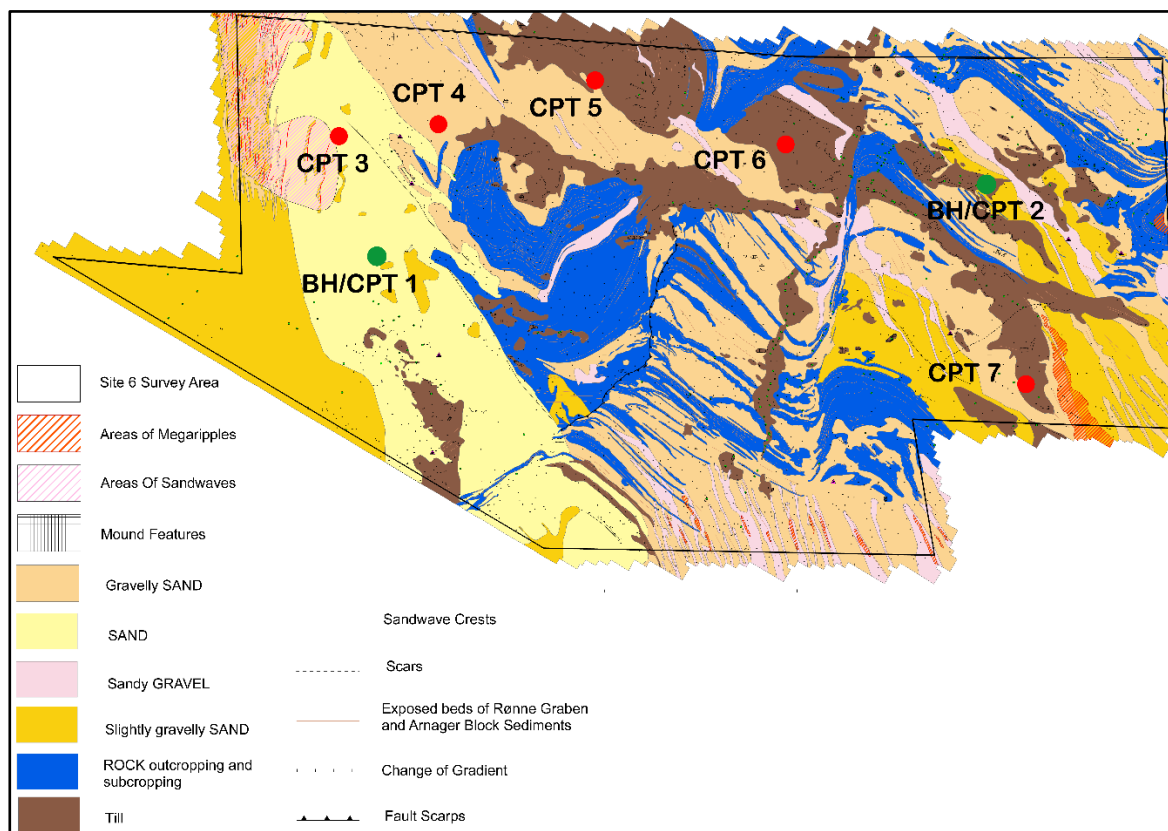 CPT 4
CPT 5
CPT 3
CPT 6
BH/CPT 2
BH/CPT 1
CPT 7
Site 6 Survey Area
Areas of Megaripples
Areas Of Sandwaves
Mound Features
Gravelly SAND
SAND
Sandy GRAVEL
Slightly gravelly SAND
ROCK outcropping and
subcropping
Till
Sandwave Crests
Scars
Exposed beds of Rønne Graben
and Arnager Block Sediments
Change of Gradient
Fault Scarps